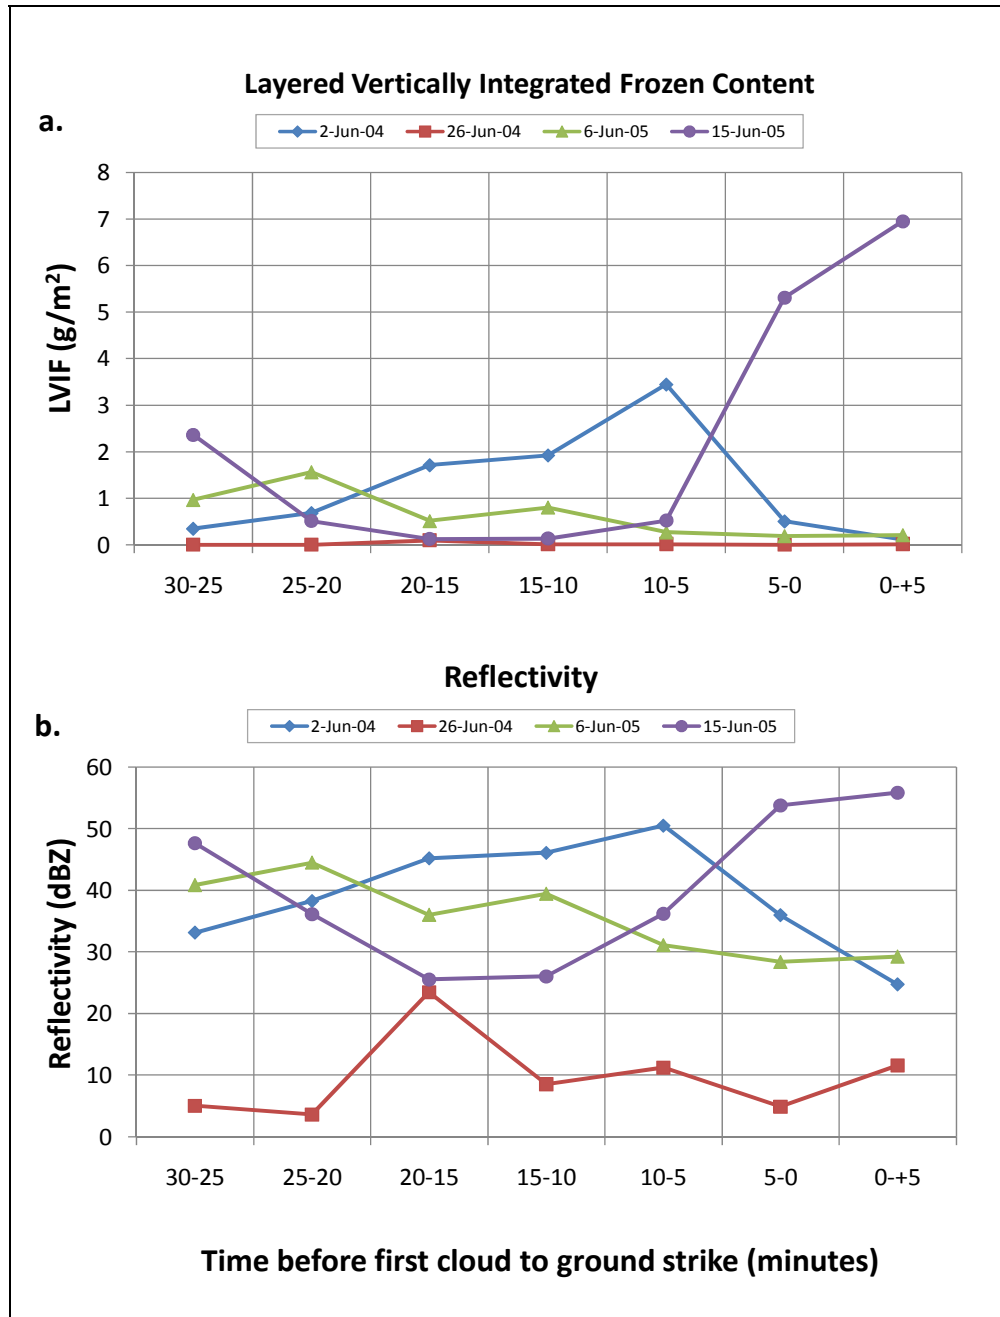 Layered Vertically Integrated Frozen Content
a.
2-Jun-04 26-Jun-04 6-Jun-05 15-Jun-05
8
7
6
5
4
3
2
1
0
LVIF (g/m²)
30-25 25-20 20-15 15-10 10-5 5-0 0-+5
Reflectivity
b.
2-Jun-04 26-Jun-04 6-Jun-05 15-Jun-05
60
50
40
30
20
10
0
Reflectivity (dBZ)
30-25 25-20 20-15 15-10 10-5 5-0 0-+5
Time before first cloud to ground strike (minutes)